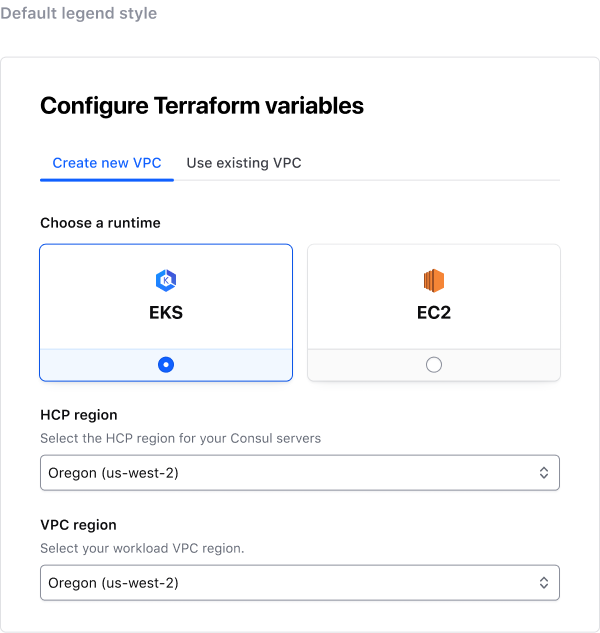 Default legend style
Configure Terraform variables
Create new VPC
Use existing VPC
Choose a runtime
K
EKS
EC2
HCP region
Select the HCP region for your Consul servers
Oregon (us-west-2)
VPC region
Select your workload VPC region.
Oregon (us-west-2)